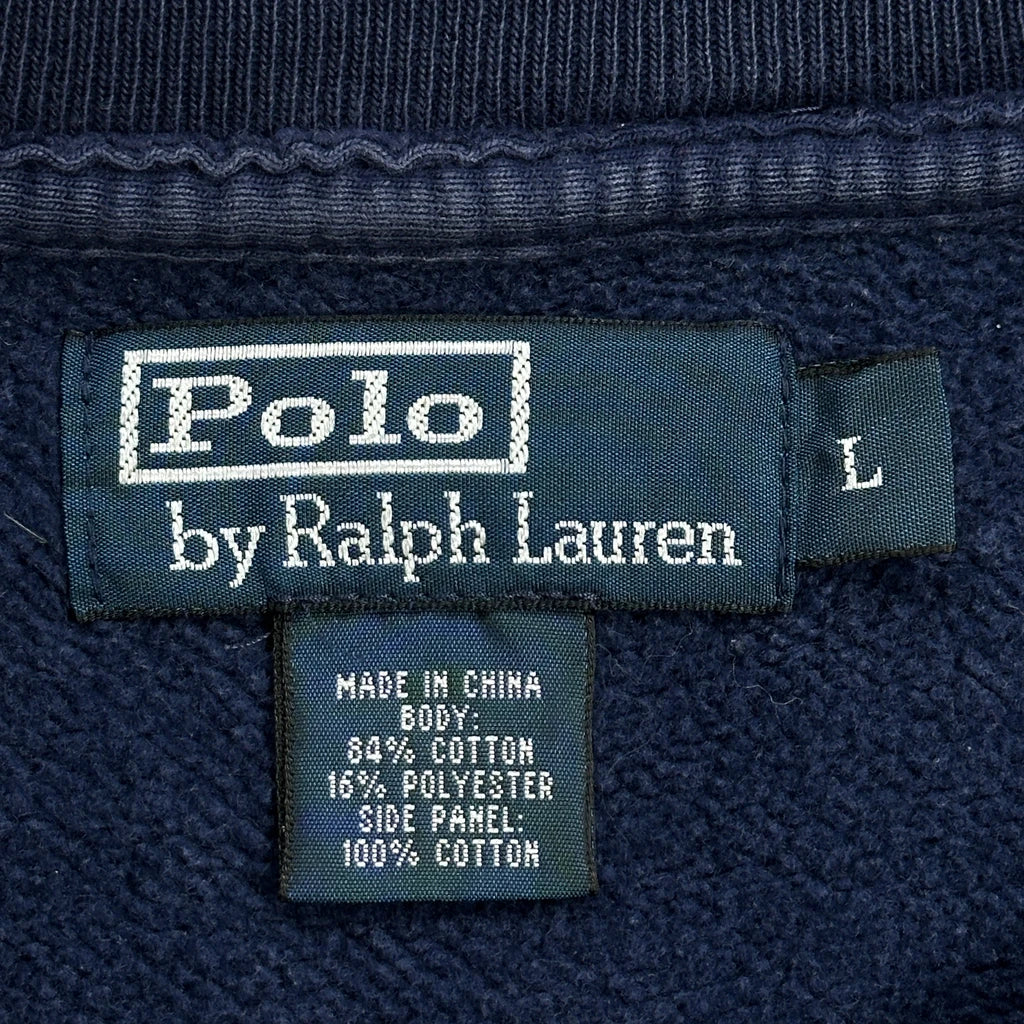 Polo
by Ralph Lauren
L
MADE IN CHINA
BODY:
84% COTTON
16% POLYESTER
SIDE PANEL:
100% COTTON